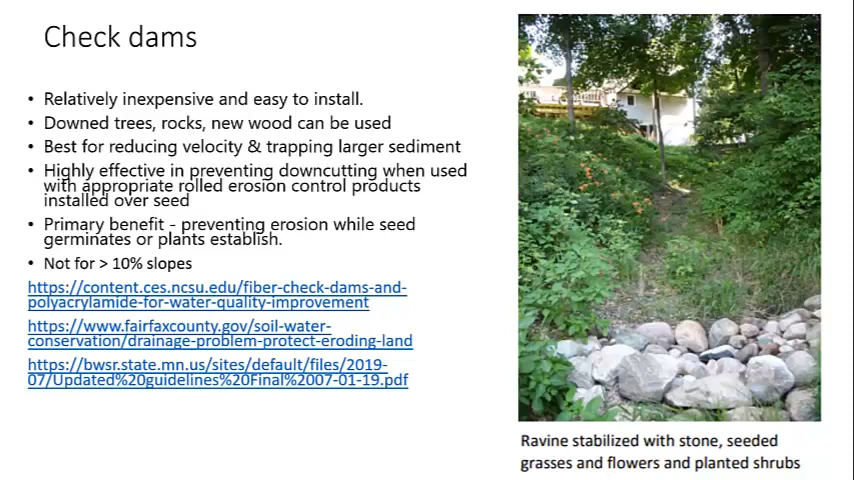 Check dams
• Relatively inexpensive and easy to install.
• Downed trees, rocks, new wood can be used
• Best for reducing velocity & trapping larger sediment
• Highly effective in preventing downcutting when used
with appropriate rolled erosion control products
installed over seed
• Primary benefit - preventing erosion while seed
germinates or plants establish.
• Not for > 10% slopes
https://content.ces.ncsu.edu/fiber-check-dams-and-
polyacrylamide-for-water-quality-improvement
https://www.fairfaxcounty.gov/soil-water-
conservation/drainage-problem-protect-eroding-land
https://bwsr.state.mn.us/sites/default/files/2019-
07/Updated%20guidelines%20Final%2007-01-19.pdf
Ravine stabilized with stone, seeded
grasses and flowers and planted shrubs